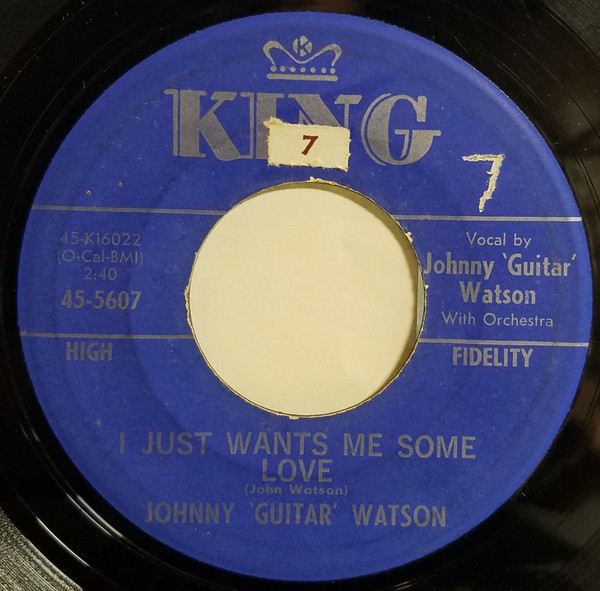 K
KING
7
7
45-K16022
(O-Cal-BMI)
2:40
45-5607
Vocal by
Johnny 'Guitar'
Watson
With Orchestra
HIGH FIDELITY
I JUST WANTS ME SOME
LOVE
(John Watson)
JOHNNY 'GUITAR' WATSON